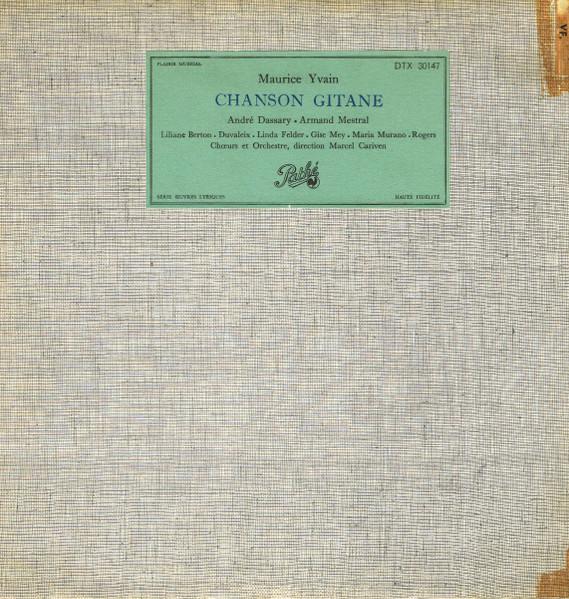 PLAISIR MUSICAL
DTX 30147
Maurice Yvain
CHANSON GITANE
André Dassary • Armand Mestral
Liliane Berton • Duvaleix • Linda Felder • Gise Mey • Maria Murano • Rogers
Chœurs et Orchestre, direction Marcel Cariven
Pathé
SÉRIE ŒUVRES LYRIQUES
HAUTE FIDÉLITÉ
VF.